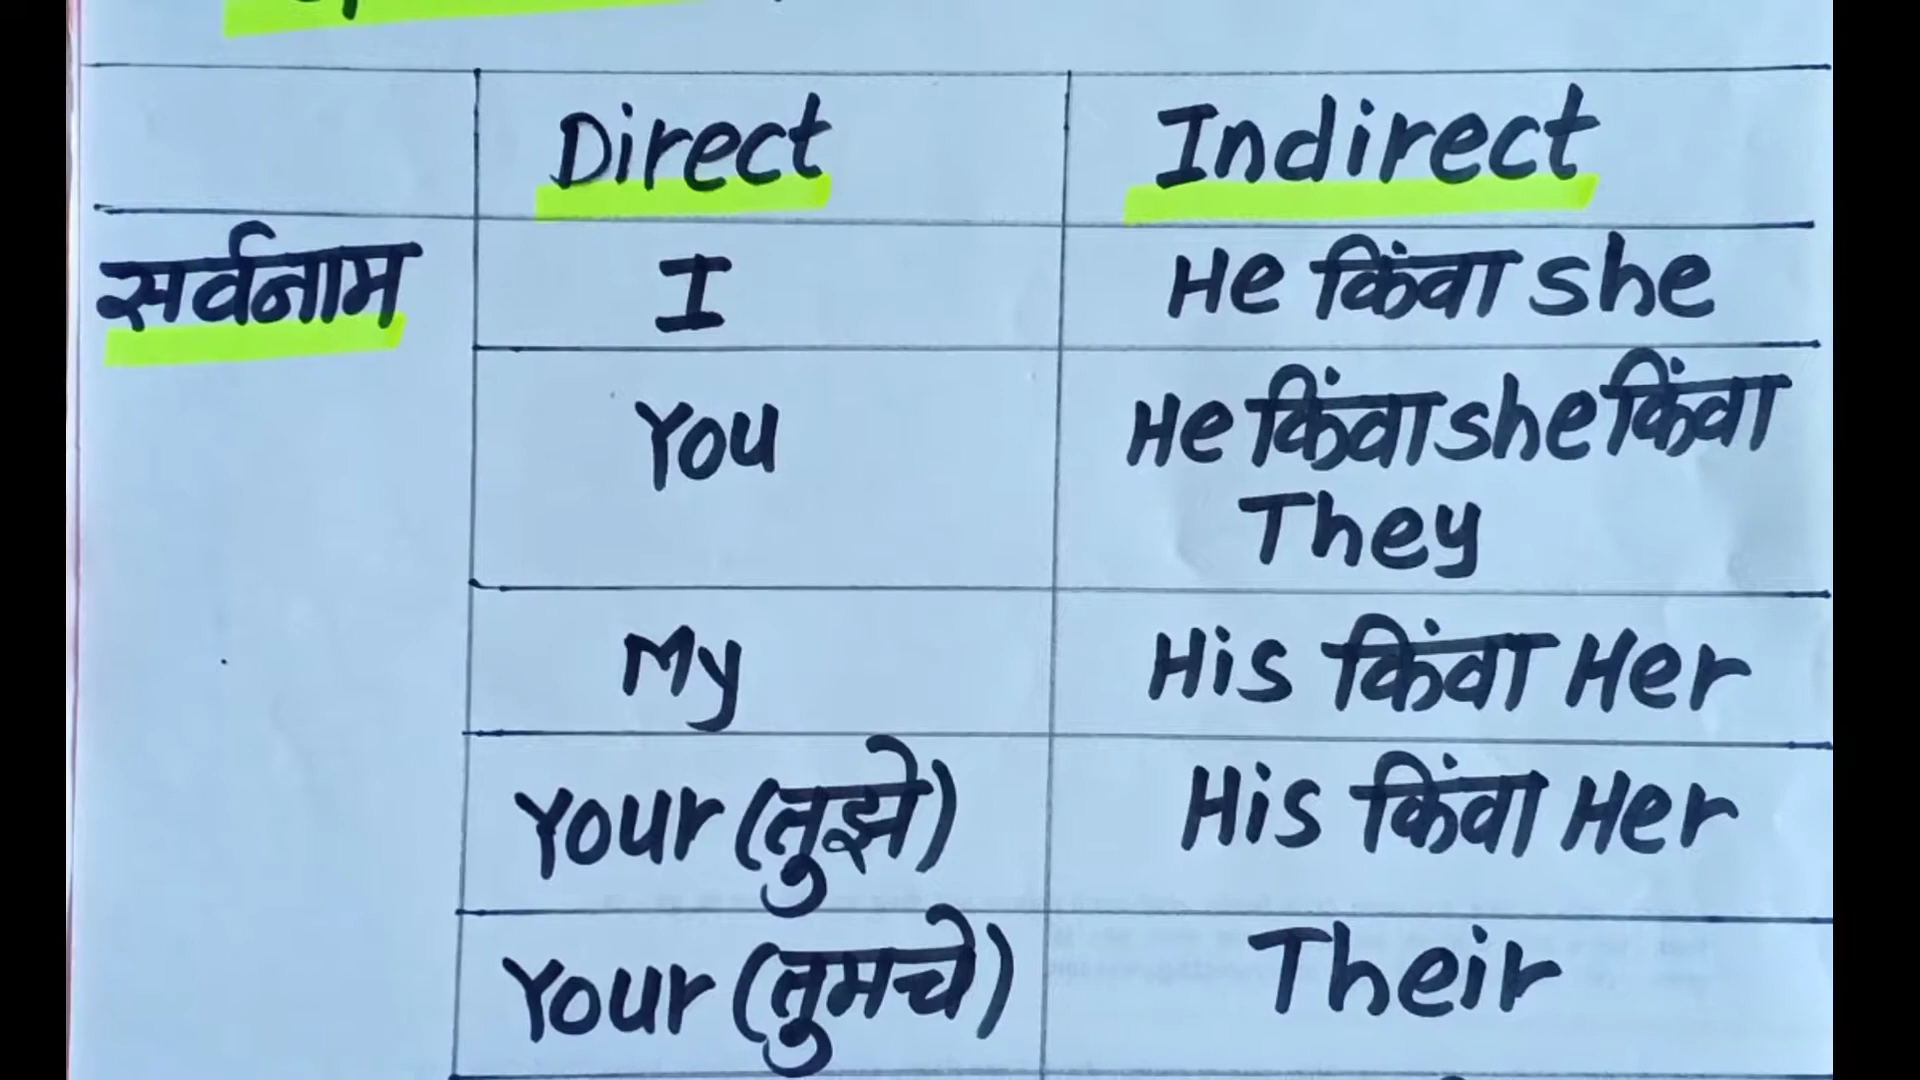 Direct Indirect
सर्वनाम I He किंवा she
You He किंवा she किंवा
They
My His किंवा Her
Your (तुझे) His किंवा Her
Your (तुमचे) Their